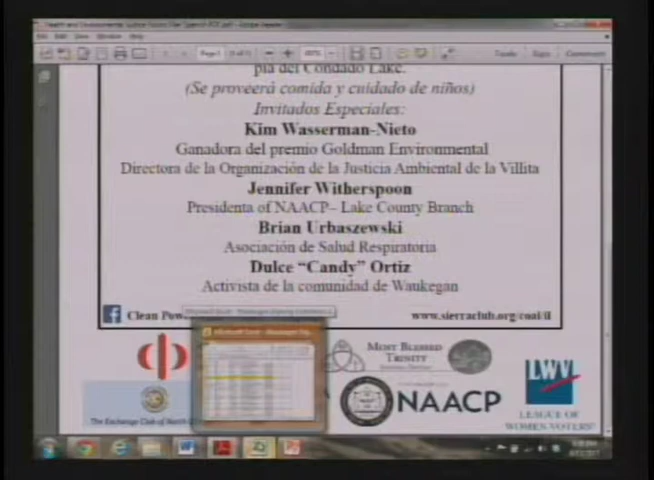 pia del Condado Lake.
(Se proveerá comida y cuidado de niños)
Invitados Especiales:
Kim Wasserman-Nieto
Ganadora del premio Goldman Environmental
Directora de la Organización de la Justicia Ambiental de la Villita
Jennifer Witherspoon
Presidenta of NAACP– Lake County Branch
Brian Urbaszewski
Asociación de Salud Respiratoria
Dulce “Candy” Ortiz
Activista de la comunidad de Waukegan
Clean Pow
www.sierraclub.org/coal/il
MOST BLESSED
TRINITY
LWV
NAACP
The Exchange Club of North
LEAGUE OF
WOMEN VOTERS